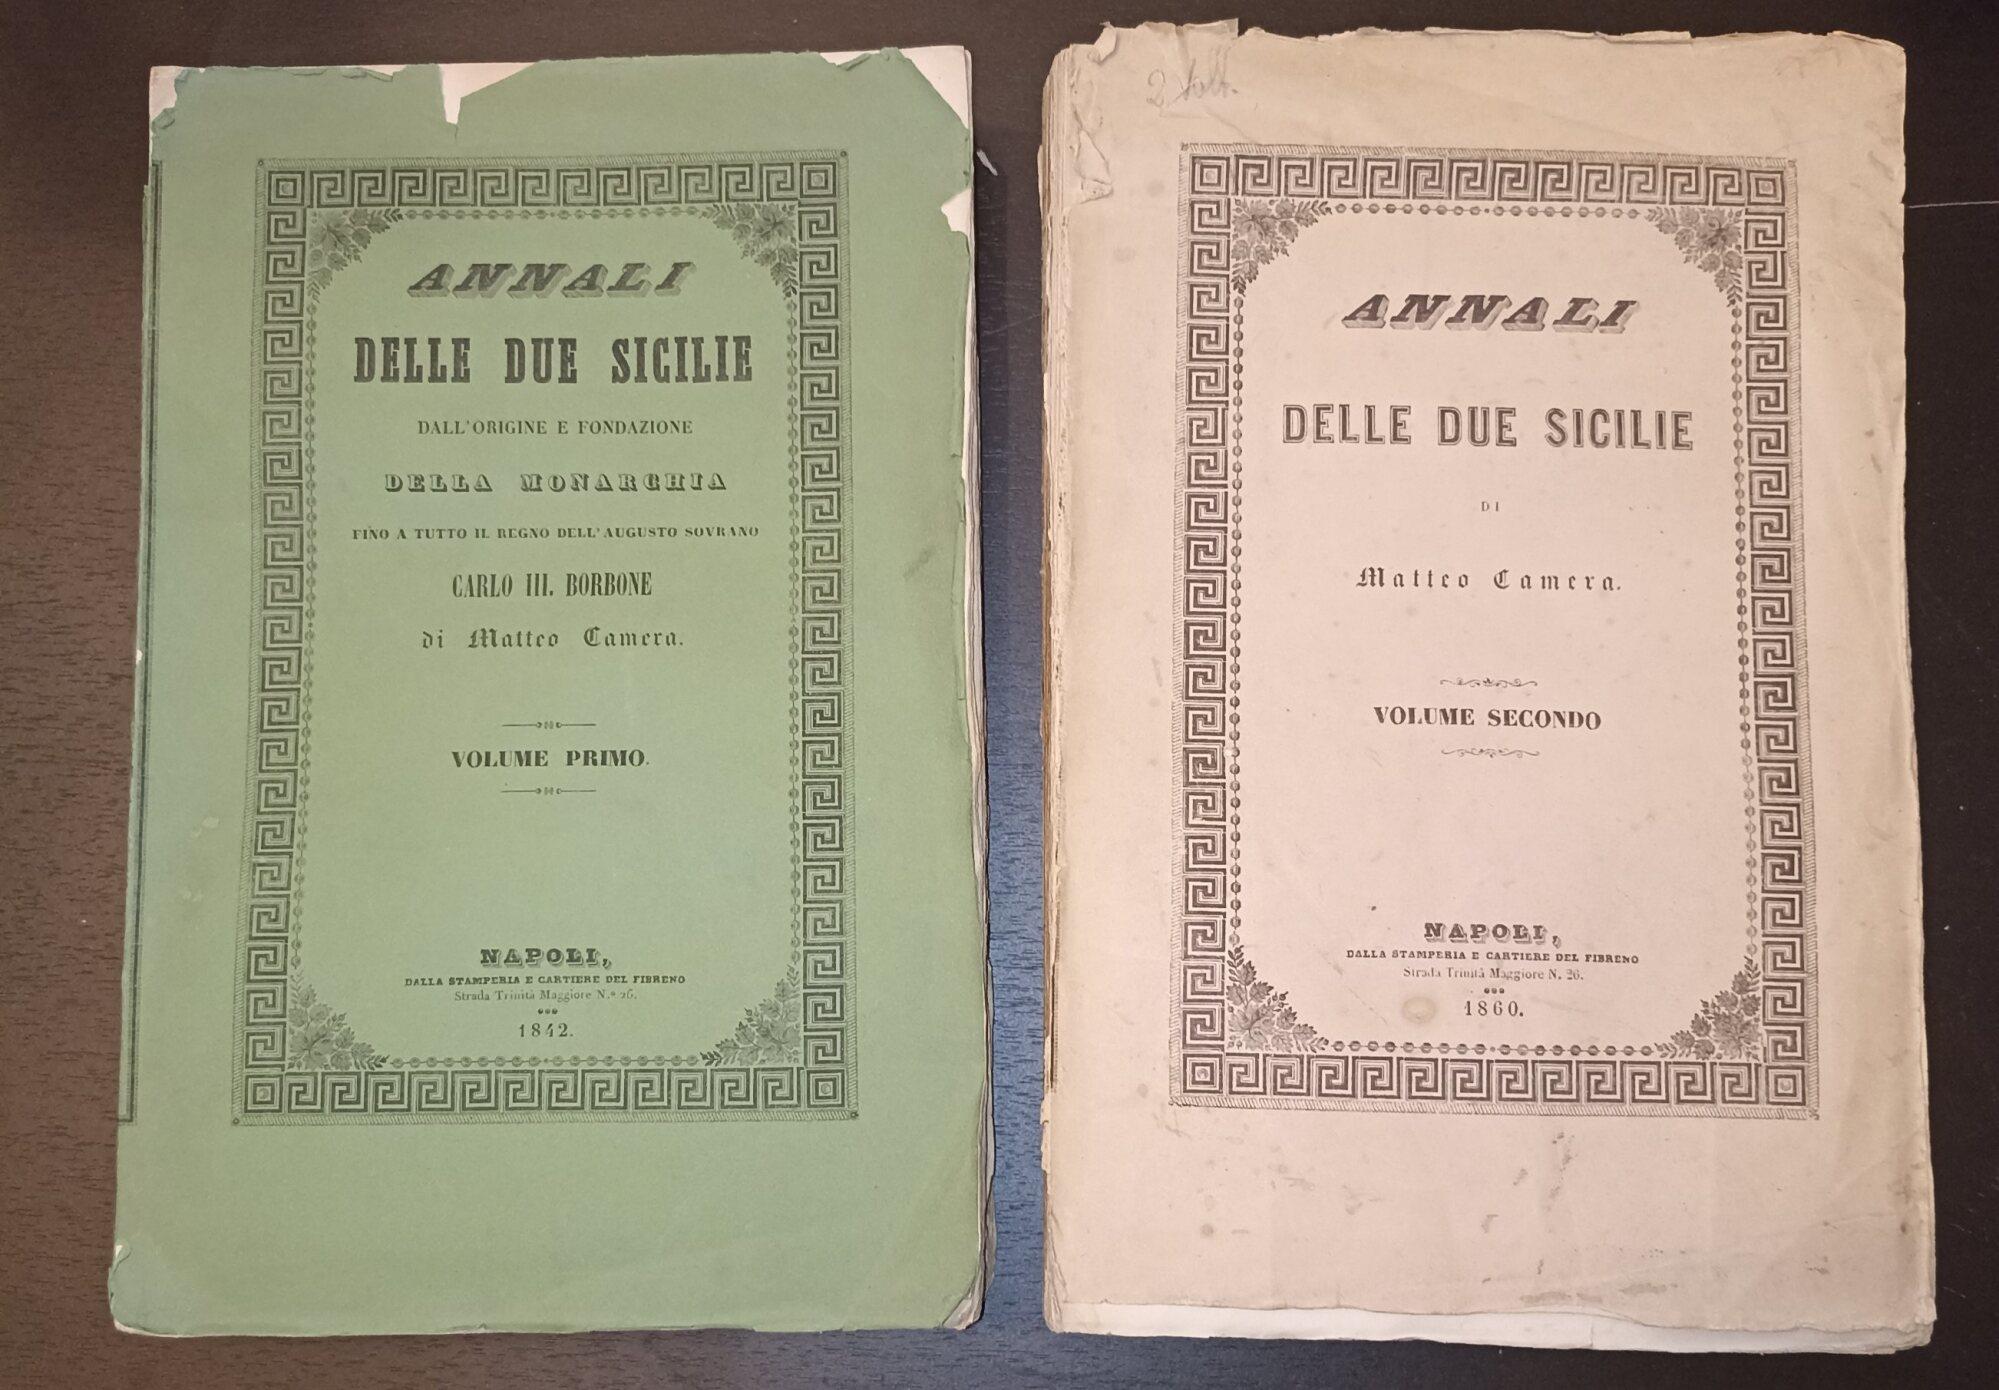 ANNALI
DELLE DUE SICILIE
DALL'ORIGINE E FONDAZIONE
DELLA MONARCHIA
FINO A TUTTO IL REGNO DELL'AUGUSTO SOVRANO
CARLO III. BORBONE
di Matteo Camera.
VOLUME PRIMO.
NAPOLI,
DALLA STAMPERIA E CARTIERE DEL FIBRENO
Strada Trinità Maggiore N.º 26.
1842.
2
ANNALI
DELLE DUE SICILIE
DI
Matteo Camera.
VOLUME SECONDO
NAPOLI,
DALLA STAMPERIA E CARTIERE DEL FIBRENO
Strada Trinità Maggiore N. 26.
1860.